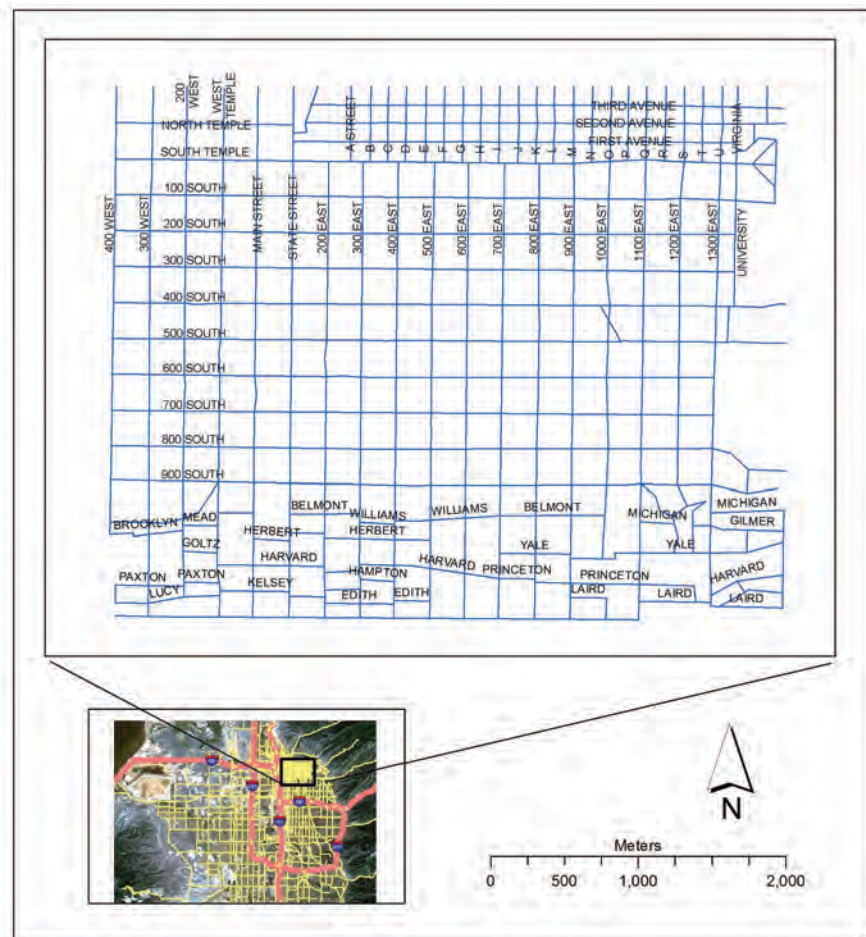 200 WEST
WEST TEMPLE
THIRD AVENUE
NORTH TEMPLE
SECOND AVENUE
A STREET
FIRST AVENUE
VIRGINIA
SOUTH TEMPLE
B C D E F G H I J K L M N O P Q R S T U
100 SOUTH
400 WEST
300 WEST
MAIN STREET
STATE STREET
200 EAST
300 EAST
400 EAST
500 EAST
600 EAST
700 EAST
800 EAST
900 EAST
1000 EAST
1100 EAST
1200 EAST
1300 EAST
UNIVERSITY
200 SOUTH
300 SOUTH
400 SOUTH
500 SOUTH
600 SOUTH
700 SOUTH
800 SOUTH
900 SOUTH
BELMONT
WILLIAMS
WILLIAMS
BELMONT
MICHIGAN
BROOKLYN
MEAD
MICHIGAN
GILMER
HERBERT
HERBERT
GOLTZ
YALE
YALE
HARVARD
HARVARD
PAXTON
PAXTON
KELSEY
HAMPTON
PRINCETON
PRINCETON
HARVARD
LUCY
EDITH
EDITH
LAIRD
LAIRD
LAIRD
N
Meters
0 500 1,000 2,000